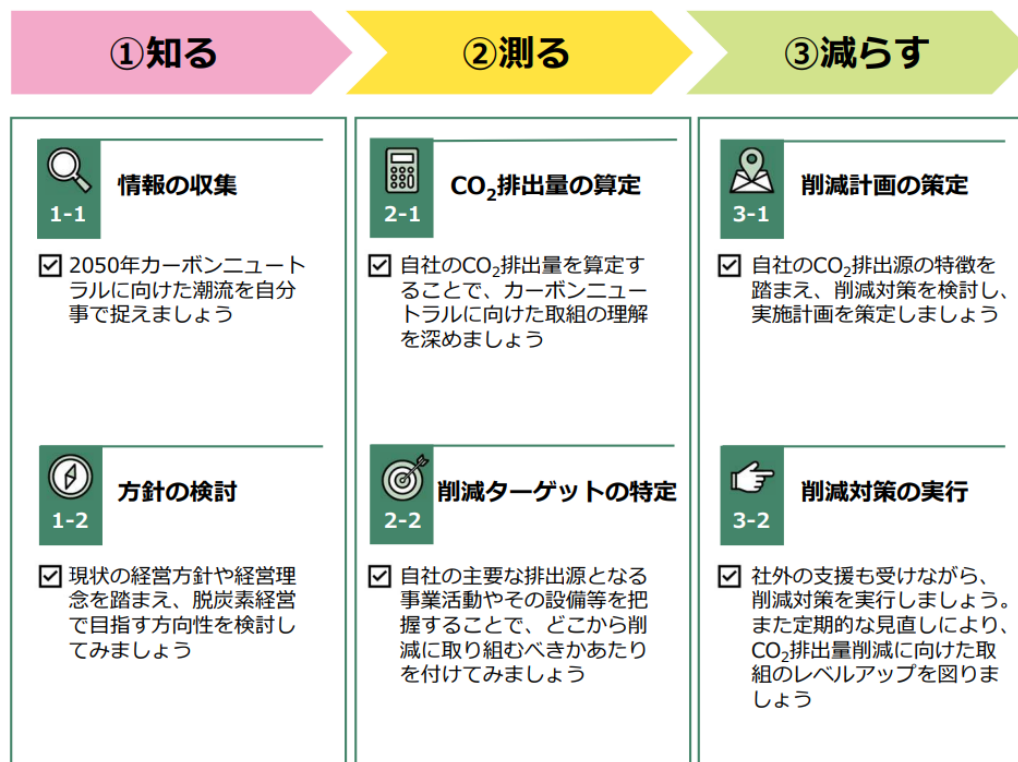 ①知る
②測る
③減らす
1-1
情報の収集
2050年カーボンニュート
ラルに向けた潮流を自分
事で捉えましょう
1-2
方針の検討
現状の経営方針や経営理
念を踏まえ、脱炭素経営
で目指す方向性を検討し
てみましょう
2-1
CO₂排出量の算定
自社のCO₂排出量を算定す
ることで、カーボンニュー
トラルに向けた取組の理解
を深めましょう
2-2
削減ターゲットの特定
自社の主要な排出源となる
事業活動やその設備等を把
握することで、どこから削
減に取り組むべきかあたり
を付けてみましょう
3-1
削減計画の策定
自社のCO₂排出源の特徴を
踏まえ、削減対策を検討し、
実施計画を策定しましょう
3-2
削減対策の実行
社外の支援も受けながら、
削減対策を実行しましょう。
また定期的な見直しにより、
CO₂排出量削減に向けた取
組のレベルアップを図りま
しょう